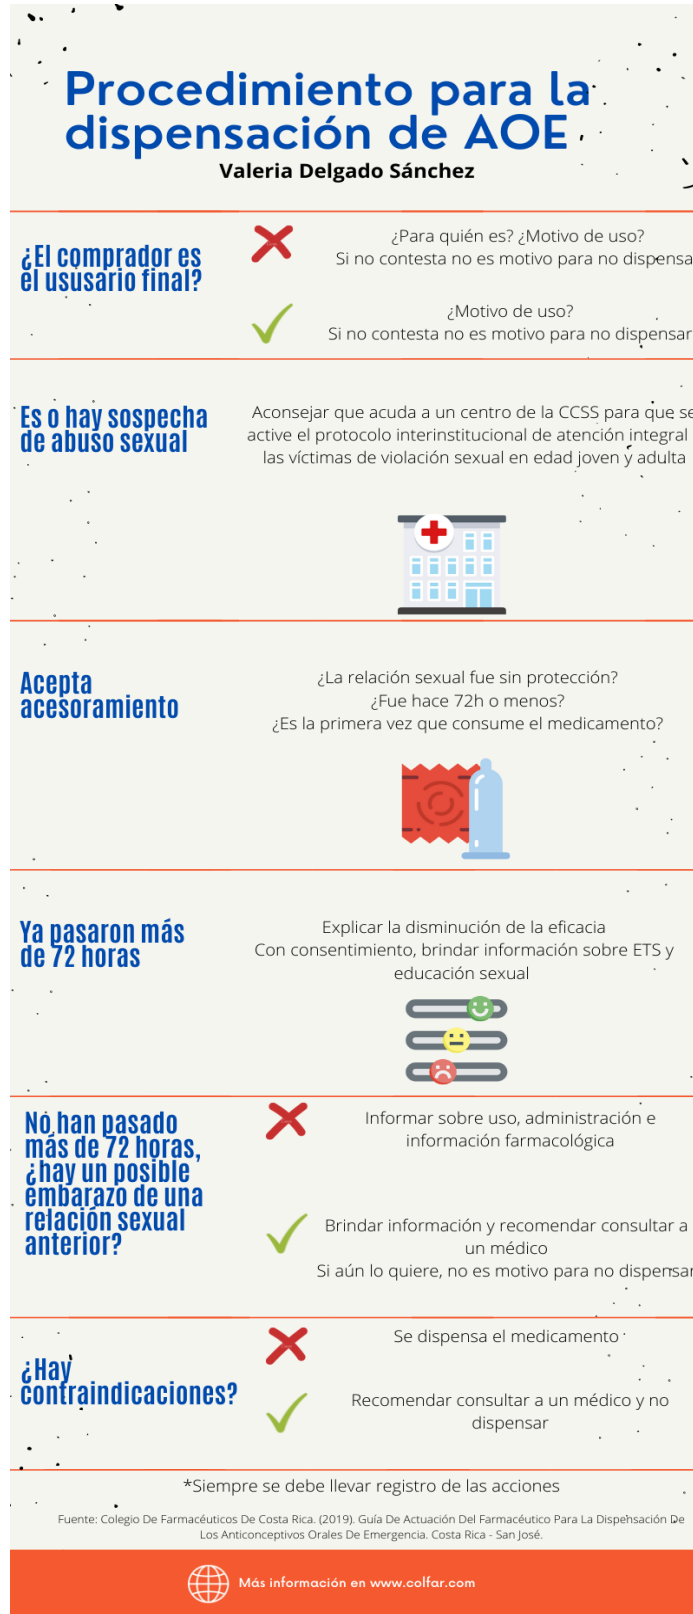 Procedimiento para la
dispensación de AOE
Valeria Delgado Sánchez
¿El comprador es
el ususario final?
¿Para quién es? ¿Motivo de uso?
Si no contesta no es motivo para no dispensa
¿Motivo de uso?
Si no contesta no es motivo para no dispensar
Es o hay sospecha
de abuso sexual
Aconsejar que acuda a un centro de la CCSS para que se
active el protocolo interinstitucional de atención integral
las víctimas de violación sexual en edad joven y adulta
Acepta
acesoramiento
¿La relación sexual fue sin protección?
¿Fue hace 72h o menos?
¿Es la primera vez que consume el medicamento?
Ya pasaron más
de 72 horas
Explicar la disminución de la eficacia
Con consentimiento, brindar información sobre ETS y
educación sexual
No han pasado
más de 72 horas,
¿hay un posible
embarazo de una
relación sexual
anterior?
Informar sobre uso, administración e
información farmacológica
Brindar información y recomendar consultar a
un médico
Si aún lo quiere, no es motivo para no dispensar
¿Hay
contraindicaciones?
Se dispensa el medicamento
Recomendar consultar a un médico y no
dispensar
*Siempre se debe llevar registro de las acciones
Fuente: Colegio De Farmacéuticos De Costa Rica. (2019). Guía De Actuación Del Farmacéutico Para La Dispensación De
Los Anticonceptivos Orales De Emergencia. Costa Rica - San José.
Más información en www.colfar.com